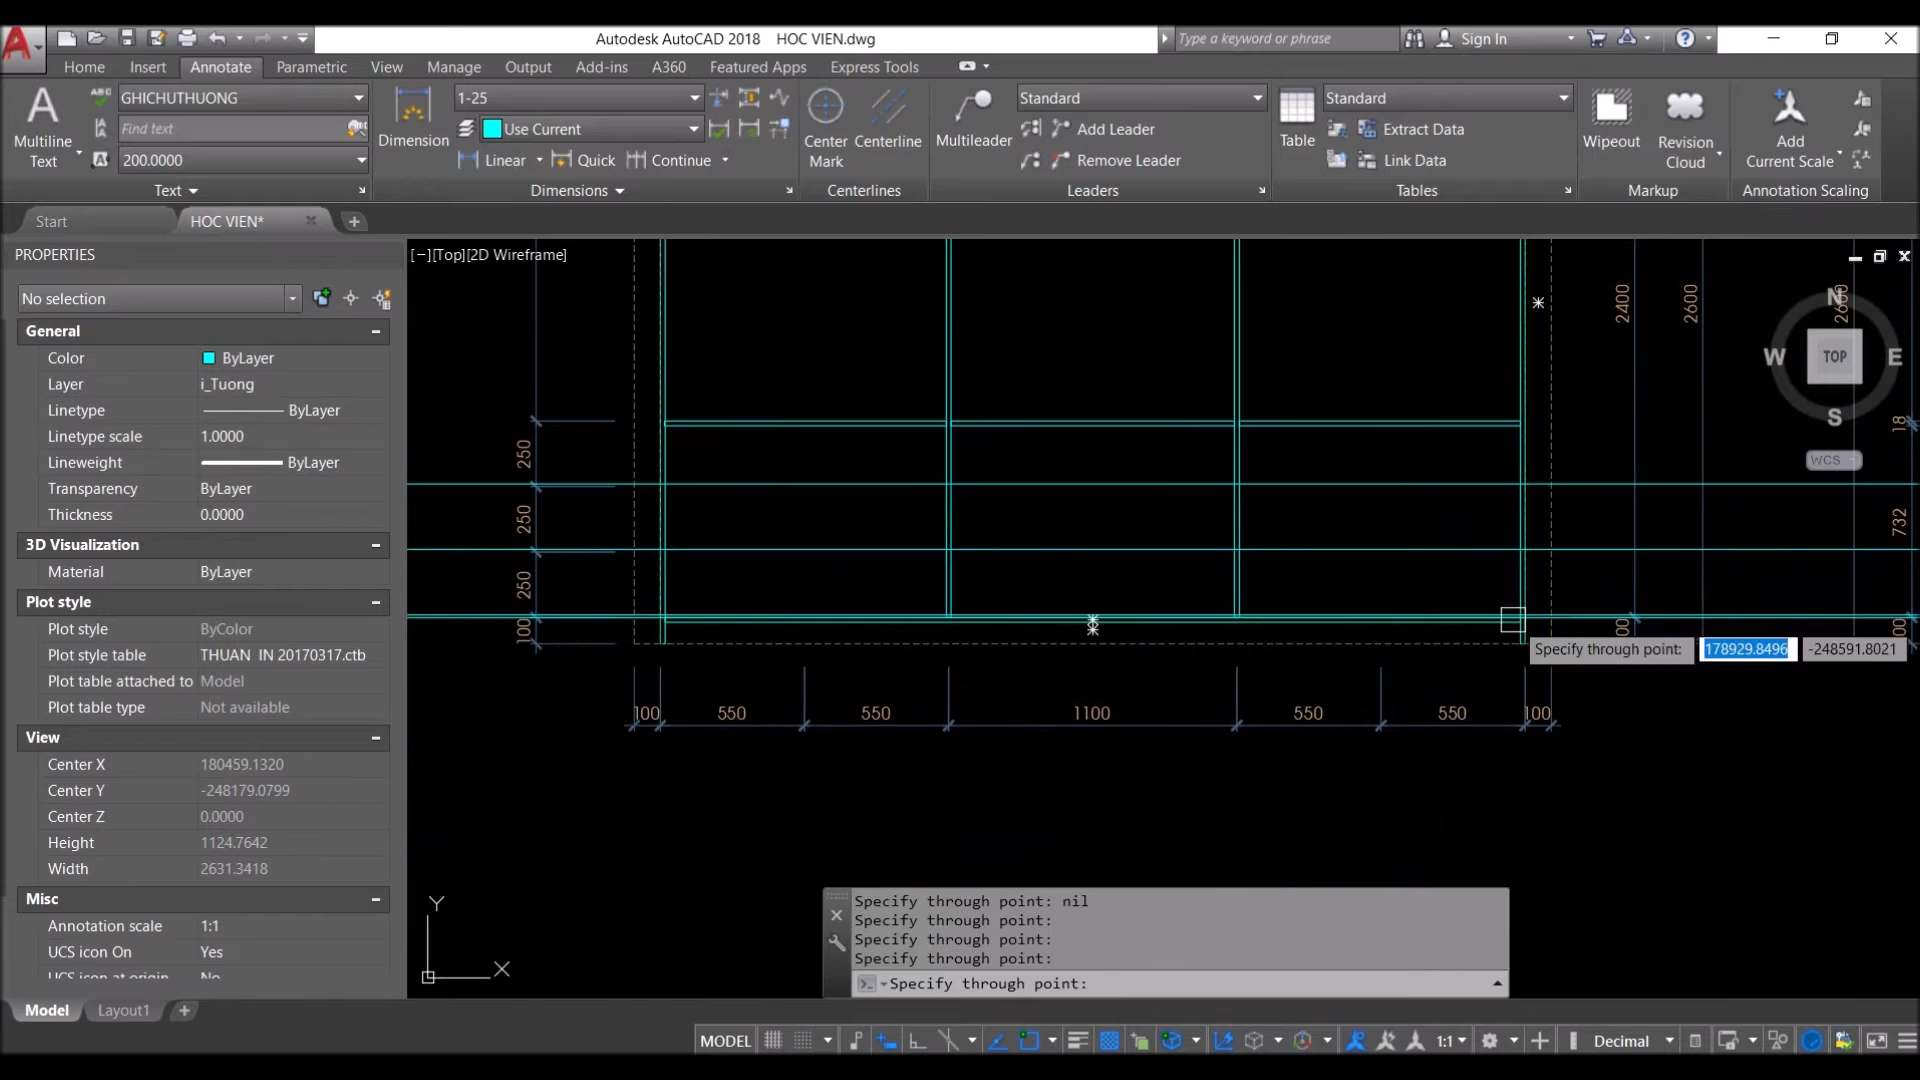 Autodesk AutoCAD 2018 HOC VIEN.dwg
Type a keyword or phrase
Sign In
Home Insert Annotate Parametric View Manage Output Add-ins A360 Featured Apps Express Tools
Multiline Text
GHICHUTHUONG
Find text
200.0000
Text
Dimension
1-25
Use Current
Linear Quick Continue
Dimensions
Center Mark
Centerline
Centerlines
Multileader
Standard
Add Leader
Remove Leader
Leaders
Table
Standard
Extract Data
Link Data
Tables
Wipeout
Revision Cloud
Markup
Add Current Scale
Annotation Scaling
Start
HOC VIEN*
PROPERTIES
No selection
General
Color ByLayer
Layer i_Tuong
Linetype ByLayer
Linetype scale 1.0000
Lineweight ByLayer
Transparency ByLayer
Thickness 0.0000
3D Visualization
Material ByLayer
Plot style
Plot style ByColor
Plot style table THUAN IN 20170317.ctb
Plot table attached to Model
Plot table type Not available
View
Center X 180459.1320
Center Y -248179.0799
Center Z 0.0000
Height 1124.7642
Width 2631.3418
Misc
Annotation scale 1:1
UCS icon On Yes
UCS icon at origin No
[−][Top][2D Wireframe]
2400
2600
N
W TOP E
S
WCS
250
250
250
100
18
732
100 550 550 1100 550 550 100
Specify through point: 178929.8496 -248591.8021
Y
X
Specify through point: nil
Specify through point:
Specify through point:
Specify through point:
Specify through point:
Model Layout1
MODEL
1:1
Decimal